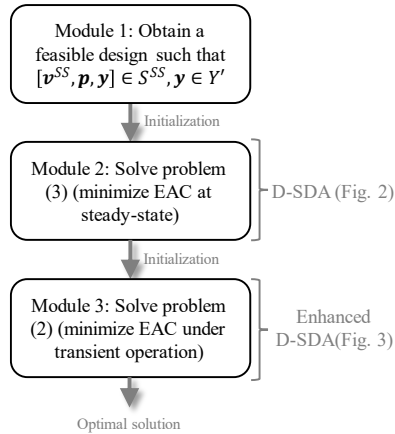 Module 1: Obtain a
feasible design such that
[𝒗^{SS}, 𝒑, 𝒚] ∈ S^{SS}, 𝒚 ∈ Y′
Initialization
Module 2: Solve problem
(3) (minimize EAC at
steady-state)
D-SDA (Fig. 2)
Initialization
Module 3: Solve problem
(2) (minimize EAC under
transient operation)
Enhanced
D-SDA(Fig. 3)
Optimal solution